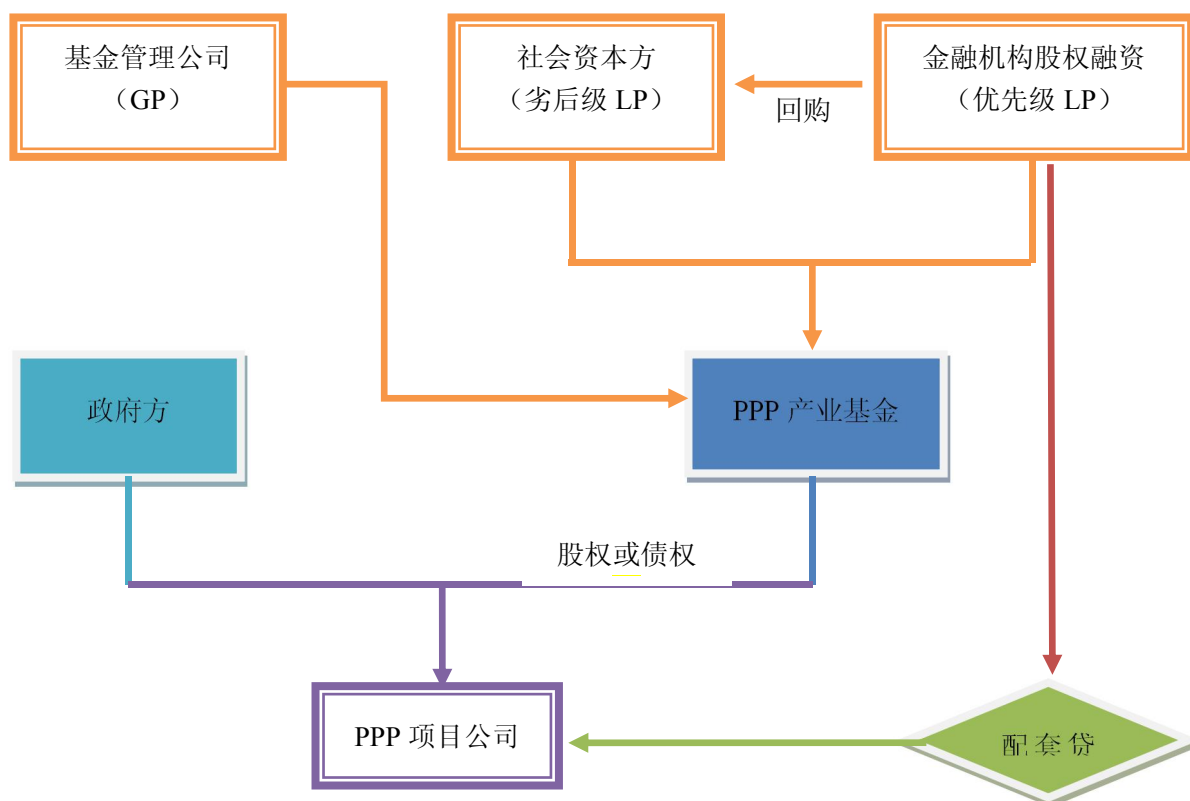 基金管理公司
（GP）
社会资本方
（劣后级 LP）
回购
金融机构股权融资
（优先级 LP）
政府方
PPP 产业基金
股权或债权
PPP 项目公司
配套贷